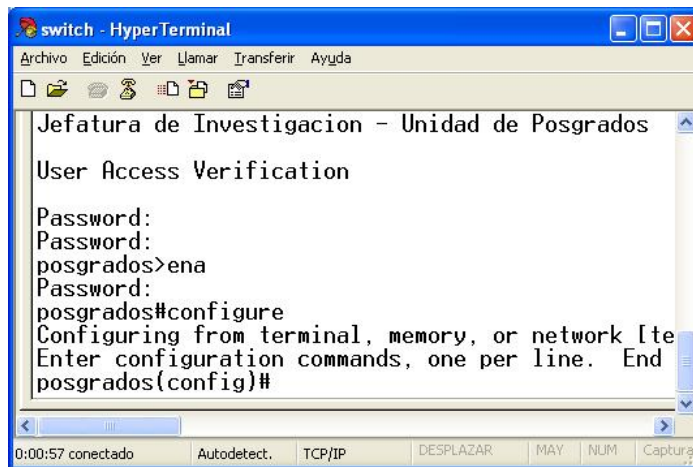 switch - HyperTerminal
Archivo Edición Ver Llamar Transferir Ayuda
Jefatura de Investigacion - Unidad de Posgrados
User Access Verification
Password:
Password:
posgrados>ena
Password:
posgrados#configure
Configuring from terminal, memory, or network [te
Enter configuration commands, one per line. End
posgrados(config)#
0:00:57 conectado Autodetect. TCP/IP DESPLAZAR MAY NUM Captura